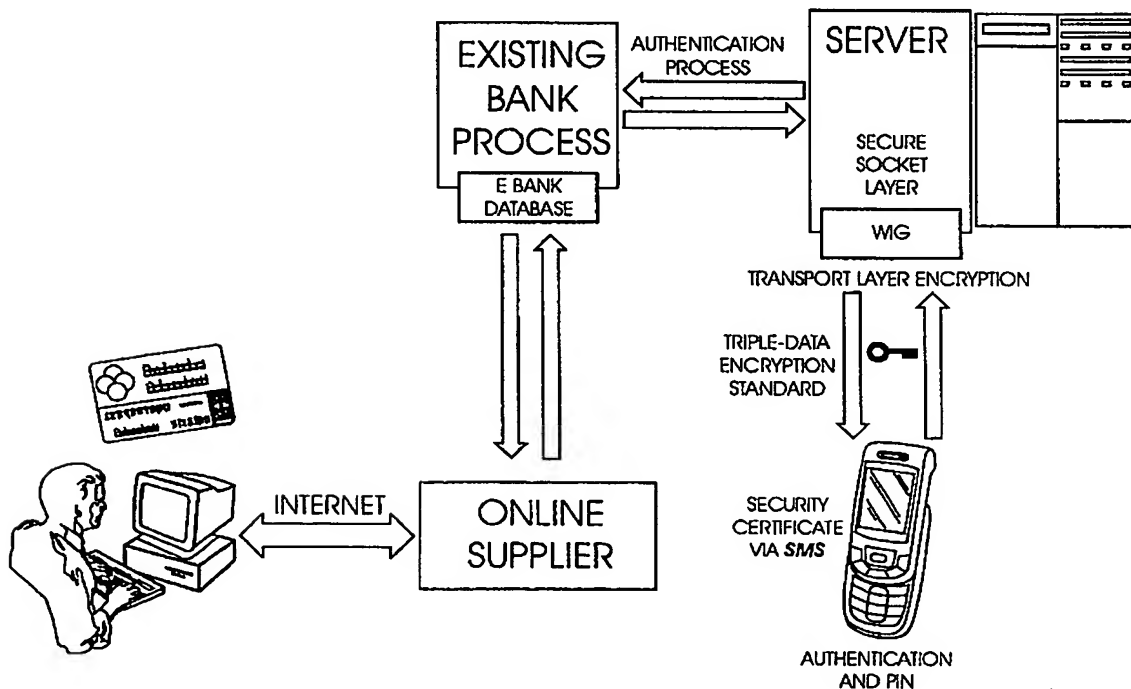 EXISTING
BANK
PROCESS
E BANK
DATABASE
AUTHENTICATION
PROCESS
SERVER
SECURE
SOCKET
LAYER
WIG
TRANSPORT LAYER ENCRYPTION
TRIPLE-DATA
ENCRYPTION
STANDARD
INTERNET
ONLINE
SUPPLIER
SECURITY
CERTIFICATE
VIA SMS
AUTHENTICATION
AND PIN